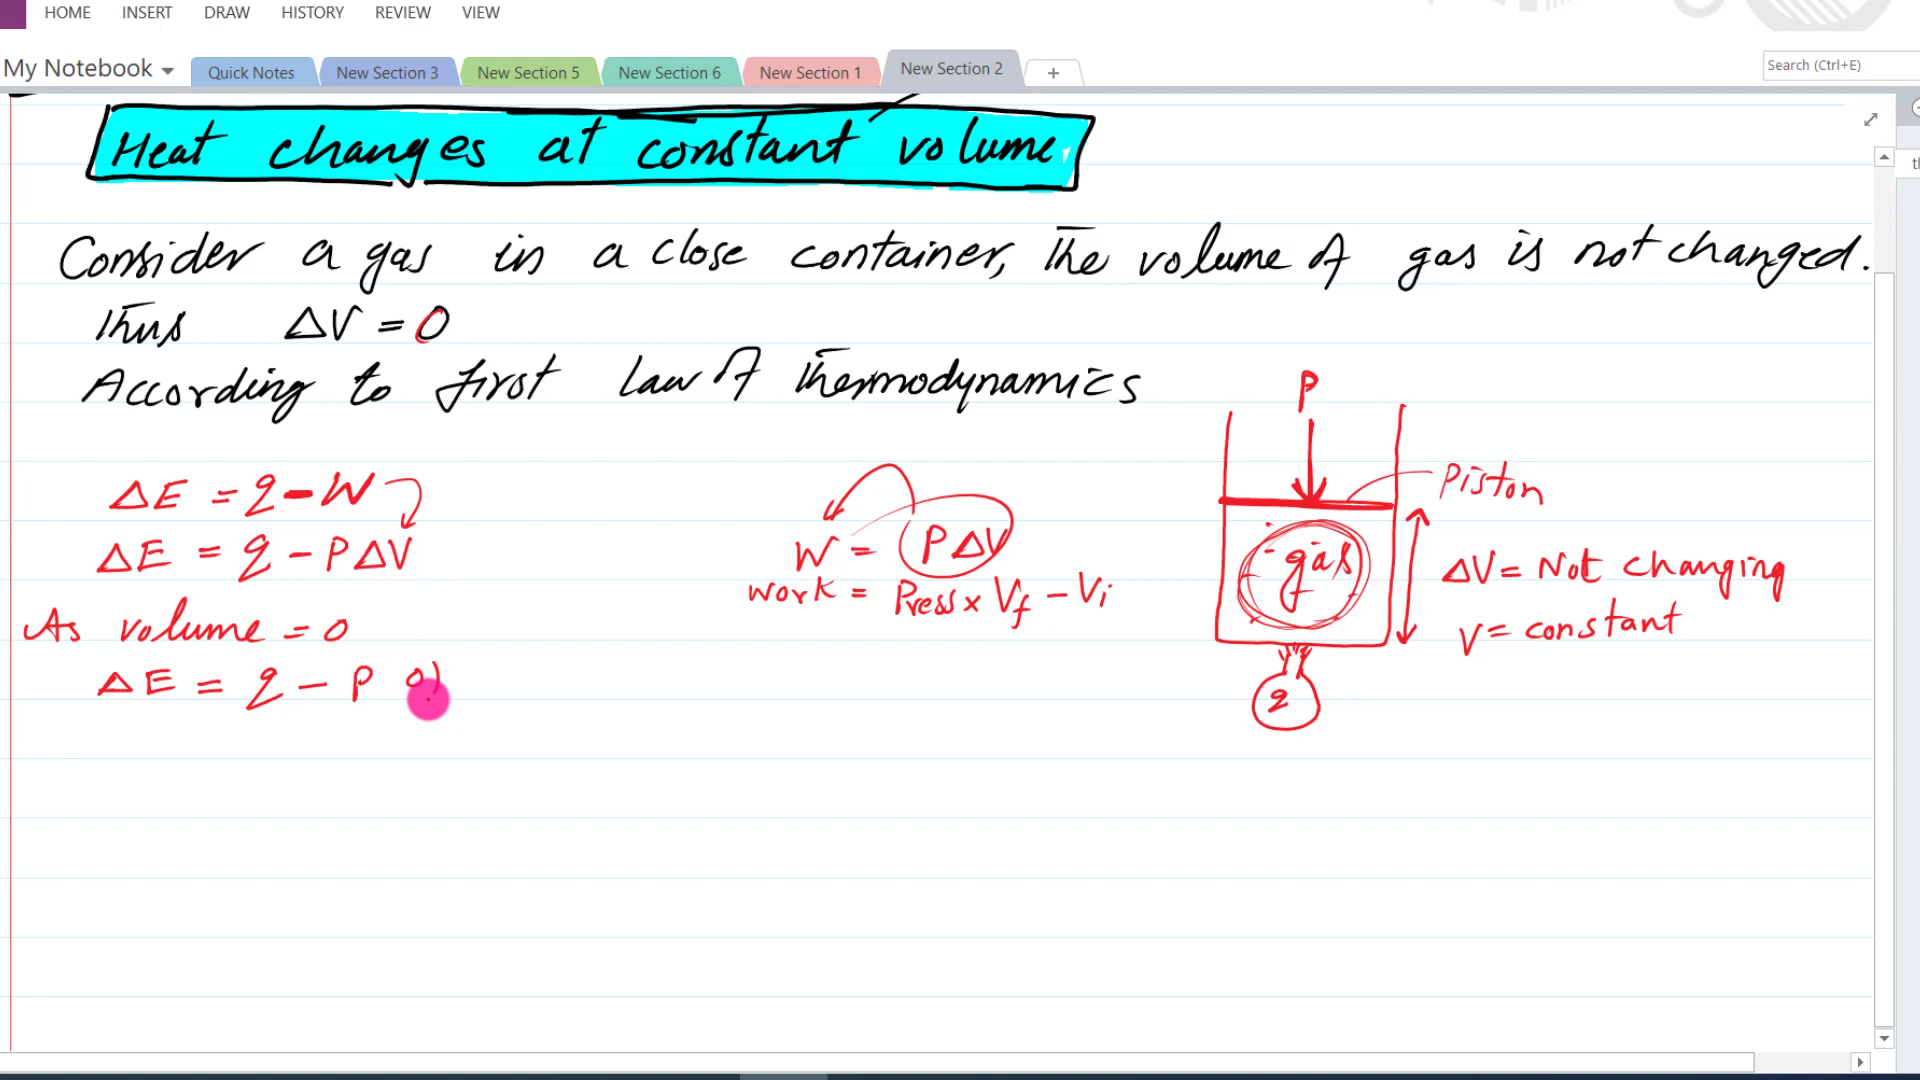 HOME INSERT DRAW HISTORY REVIEW VIEW
My Notebook Quick Notes New Section 3 New Section 5 New Section 6 New Section 1 New Section 2 +
Search (Ctrl+E)
Heat changes at constant volume
Consider a gas in a close container, The volume of gas is not changed.
Thus ΔV = 0
According to first law of Thermodynamics
ΔE = q - W
ΔE = q - PΔV
As volume = 0
ΔE = q - P 0)
W = PΔV
work = Press x Vf - Vi
P
Piston
gas
ΔV = Not changing
V = constant
q